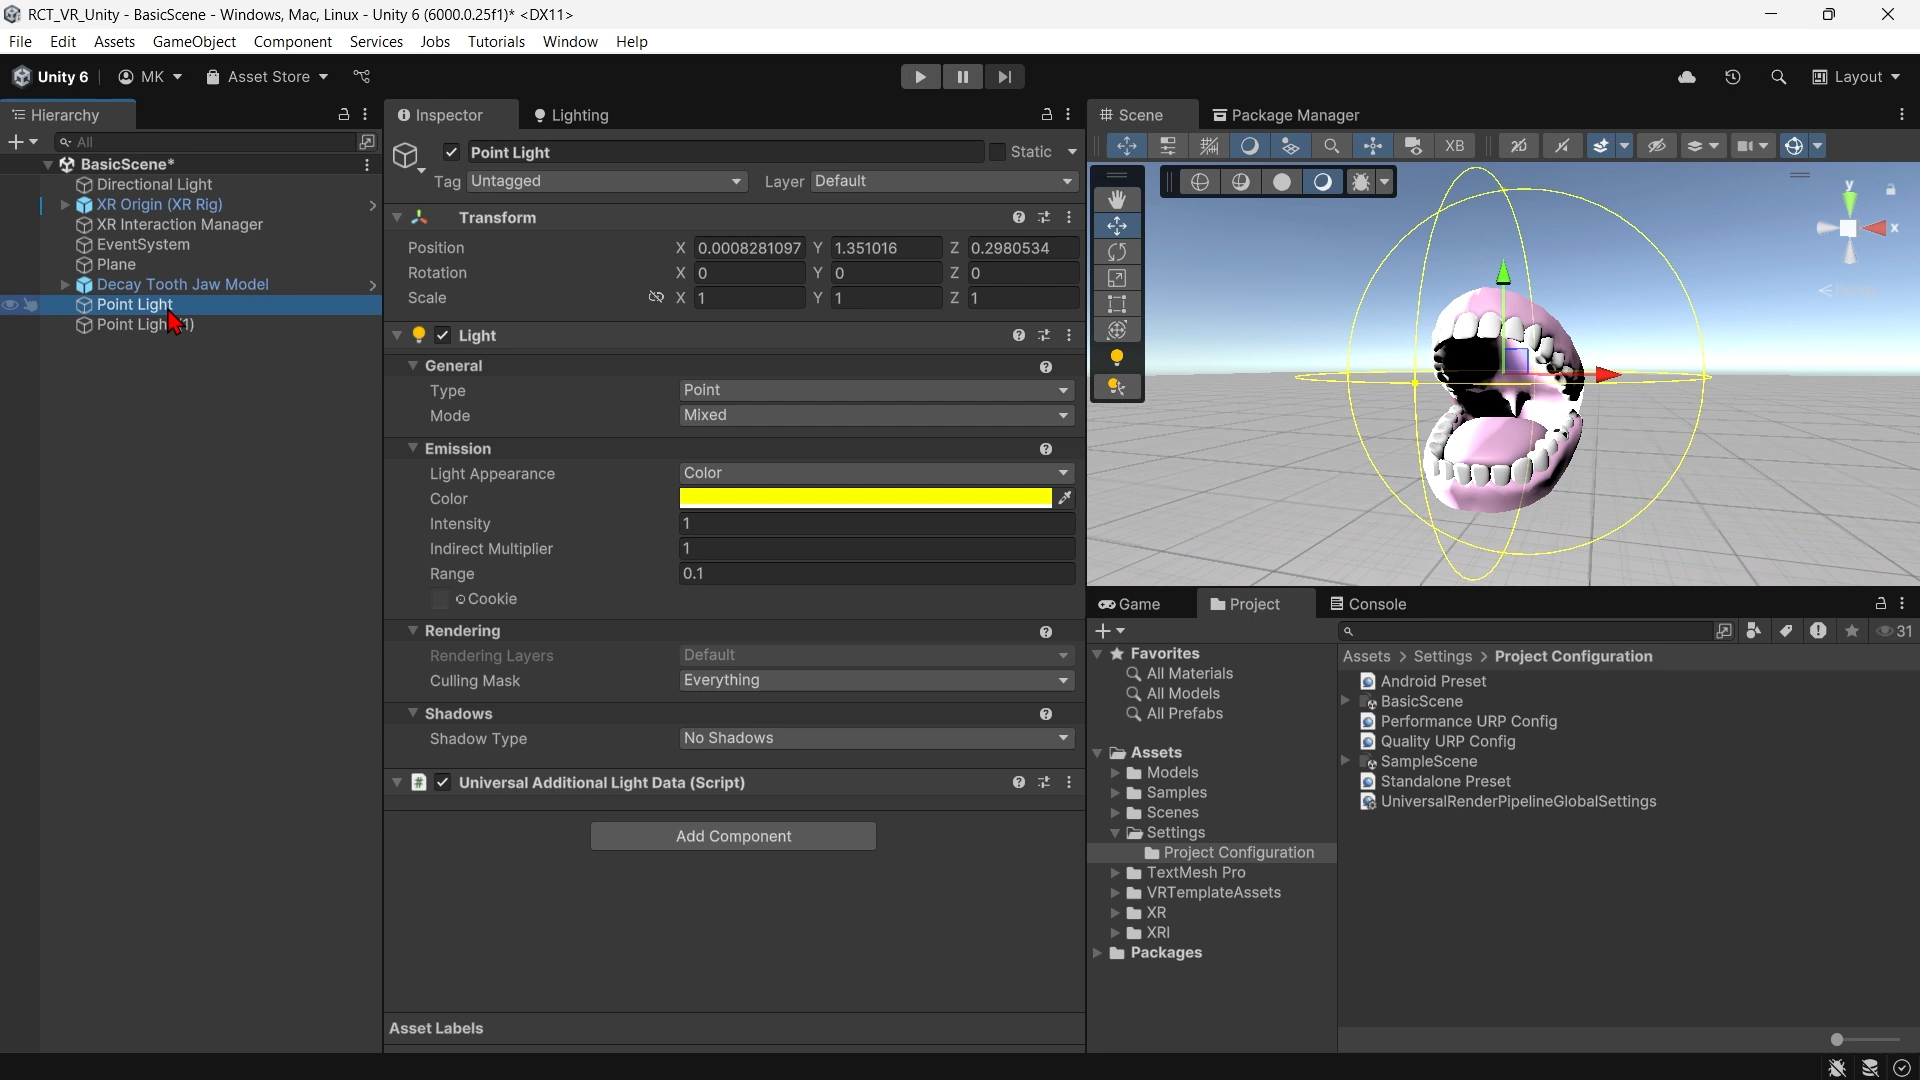 RCT_VR_Unity - BasicScene - Windows, Mac, Linux - Unity 6 (6000.0.25f1)* <DX11>
File Edit Assets GameObject Component Services Jobs Tutorials Window Help
Unity 6 MK Asset Store Layout
Hierarchy
All
BasicScene*
Directional Light
XR Origin (XR Rig)
XR Interaction Manager
EventSystem
Plane
Decay Tooth Jaw Model
Point Light
Point Light (1)
Inspector Lighting
Point Light Static
Tag Untagged Layer Default
Transform
Position X 0.0008281097 Y 1.351016 Z 0.2980534
Rotation X 0 Y 0 Z 0
Scale X 1 Y 1 Z 1
Light
General
Type Point
Mode Mixed
Emission
Light Appearance Color
Color
Intensity 1
Indirect Multiplier 1
Range 0.1
Cookie
Rendering
Rendering Layers Default
Culling Mask Everything
Shadows
Shadow Type No Shadows
# Universal Additional Light Data (Script)
Add Component
Asset Labels
Scene Package Manager
XB 2D
y
x
Persp
Game Project Console
31
Favorites
All Materials
All Models
All Prefabs
Assets
Models
Samples
Scenes
Settings
Project Configuration
TextMesh Pro
VRTemplateAssets
XR
XRI
Packages
Assets > Settings > Project Configuration
Android Preset
BasicScene
Performance URP Config
Quality URP Config
SampleScene
Standalone Preset
UniversalRenderPipelineGlobalSettings